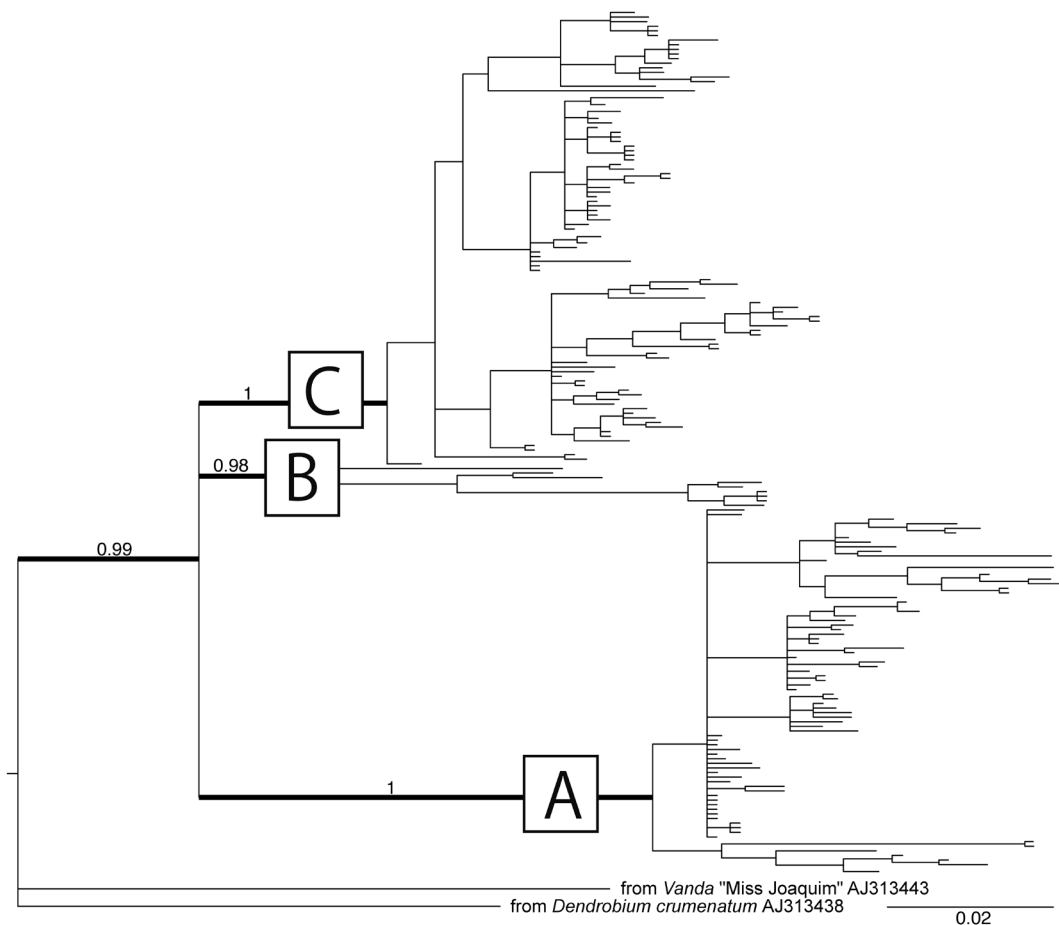 1
C
0.98
B
0.99
1
A
from Vanda "Miss Joaquim" AJ313443
from Dendrobium crumenatum AJ313438
0.02